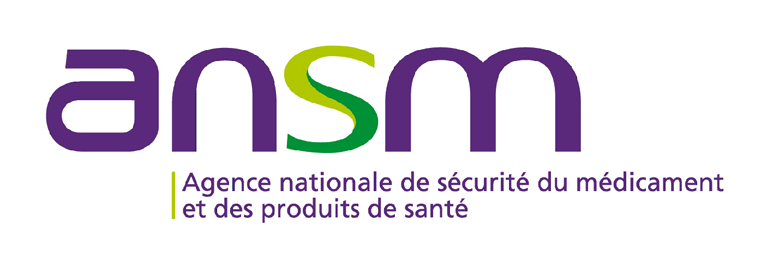 ansm
Agence nationale de sécurité du médicament
et des produits de santé